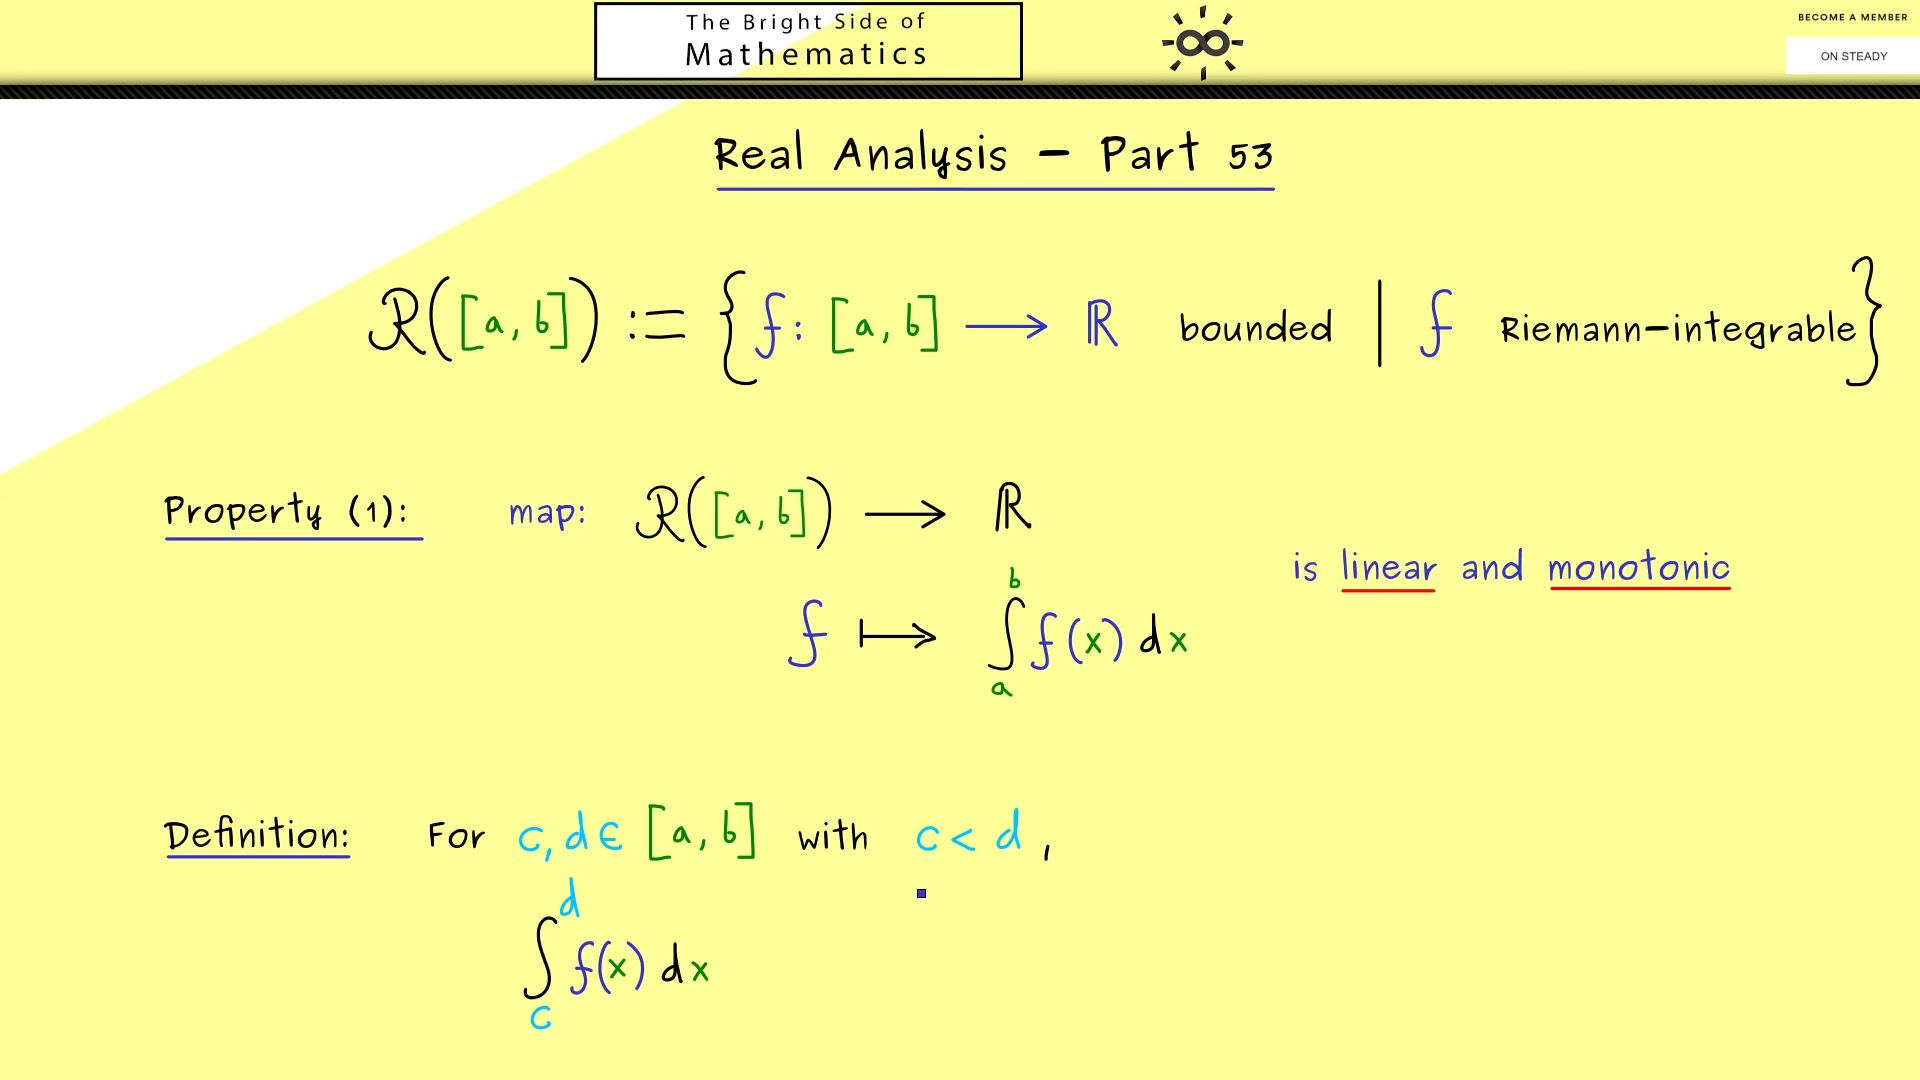 The Bright Side of
Mathematics
BECOME A MEMBER
ON STEADY
Real Analysis – Part 53
ℛ([a, b]) := {f: [a, b] ⟶ ℝ bounded | f Riemann-integrable}
Property (1): map: ℛ([a, b]) ⟶ ℝ
is linear and monotonic
f ⟼ ∫_a^b f(x) dx
Definition: For c, d ∈ [a, b] with c < d ,
∫_c^d f(x) dx